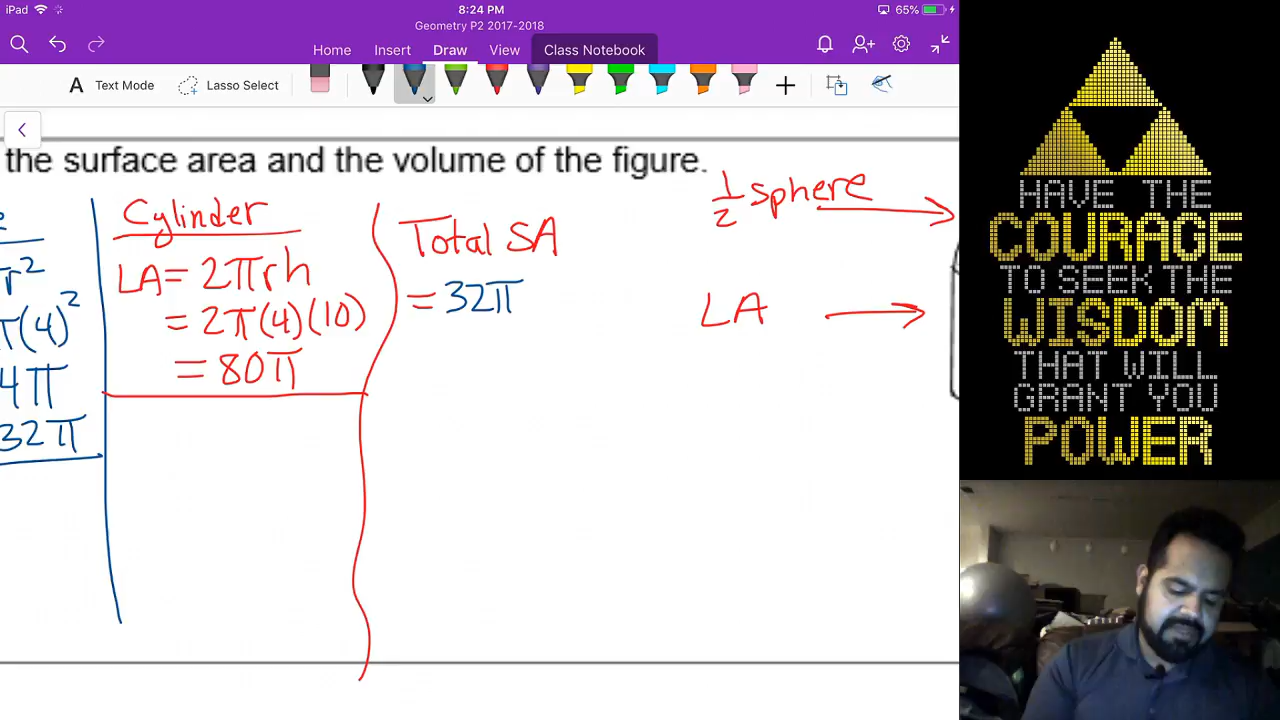 iPad
8:24 PM
65%
Geometry P2 2017-2018
Home Insert Draw View Class Notebook
A Text Mode Lasso Select
the surface area and the volume of the figure.
r²
π(4)²
4π
32π
Cylinder
LA = 2πrh
= 2π(4)(10)
= 80π
Total SA
= 32π
1/2 sphere
LA
HAVE THE
COURAGE
TO SEEK THE
WISDOM
THAT WILL
GRANT YOU
POWER